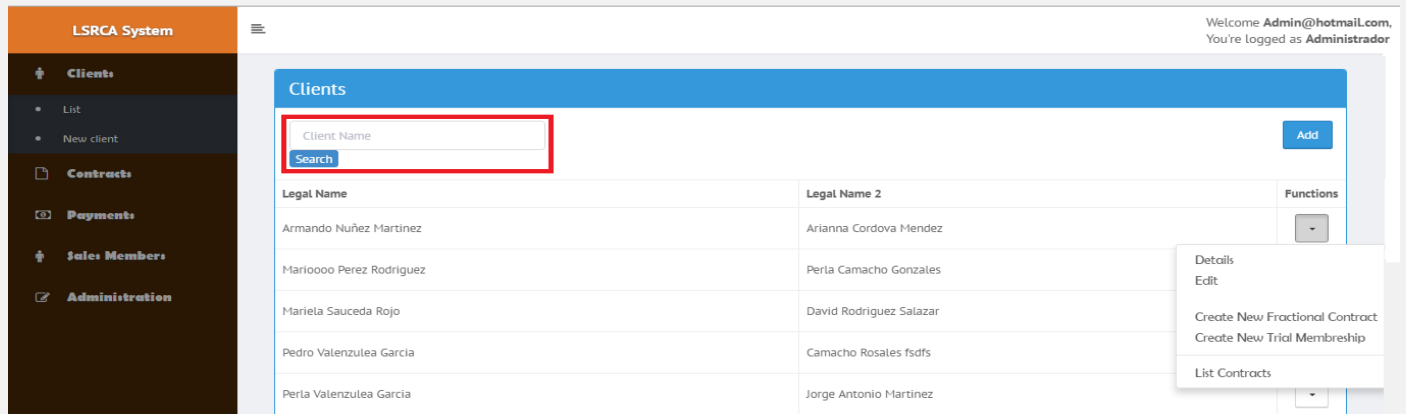 LSRCA System
Welcome Admin@hotmail.com,
You're logged as Administrador
Clients
List
New client
Contracts
Payments
Sales Members
Administration
Clients
Client Name
Search
Add
Legal Name Legal Name 2 Functions
Armando Nuñez Martinez Arianna Cordova Mendez
Marioooo Perez Rodriguez Perla Camacho Gonzales
Mariela Sauceda Rojo David Rodriguez Salazar
Pedro Valenzulea Garcia Camacho Rosales fsdfs
Perla Valenzulea Garcia Jorge Antonio Martinez
Details
Edit
Create New Fractional Contract
Create New Trial Membreship
List Contracts